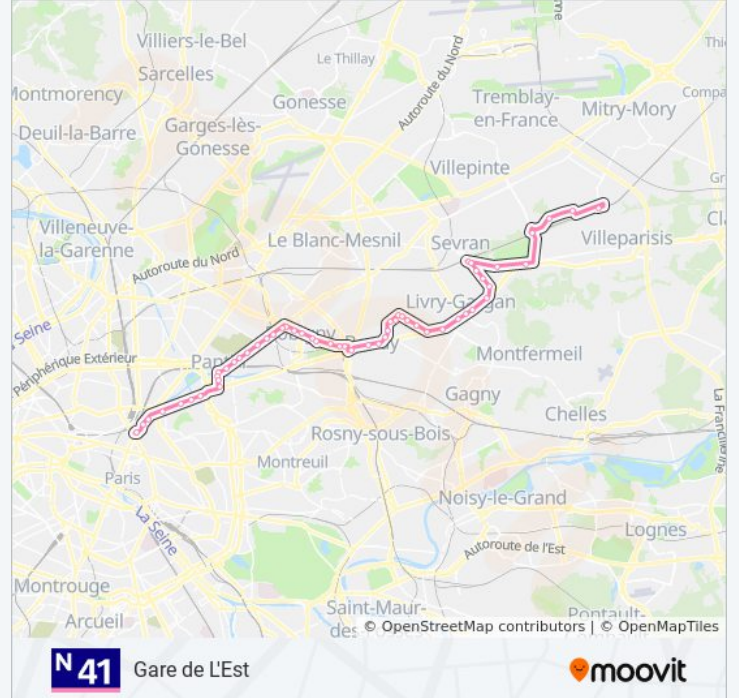 Villiers-le-Bel
Le Thillay
Sarcelles
Autoroute du Nord
Gonesse
Tremblay-
en-France
Mitry-Mory
Deuil-la-Barre
Garges-lès-
Gonesse
Villepinte
Villeneuve-
la-Garenne
Le Blanc-Mesnil
Sevran
Villeparisis
Autoroute du Nord
Livry-Gargan
Seine
Périphérique Extérieur
Montfermeil
Gagny
Chelles
La Francilienne
Rosny-sous-Bois
Montreuil
Paris
Noisy-le-Grand
La Seine
Lognes
Autoroute de l'Est
Montrouge
Arcueil
Saint-Maur-
Pontault-
© OpenStreetMap contributors | © OpenMapTiles
N 41
Gare de L'Est
moovit